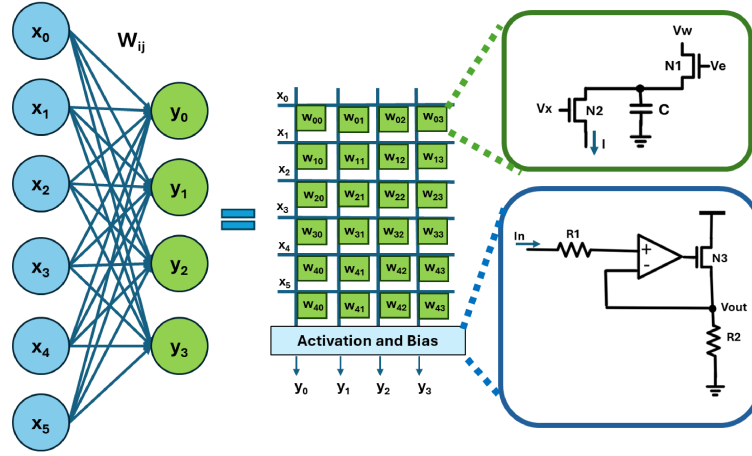 x0
x1
x2
x3
x4
x5
Wij
y0
y1
y2
y3
x0
w00 w01 w02 w03
x1
w10 w11 w12 w13
x2
w20 w21 w22 w23
x3
w30 w31 w32 w33
x4
w40 w41 w42 w43
x5
w40 w41 w42 w43
Activation and Bias
y0 y1 y2 y3
Vw
N1
Ve
Vx
N2
C
I
In
R1
+
-
N3
Vout
R2